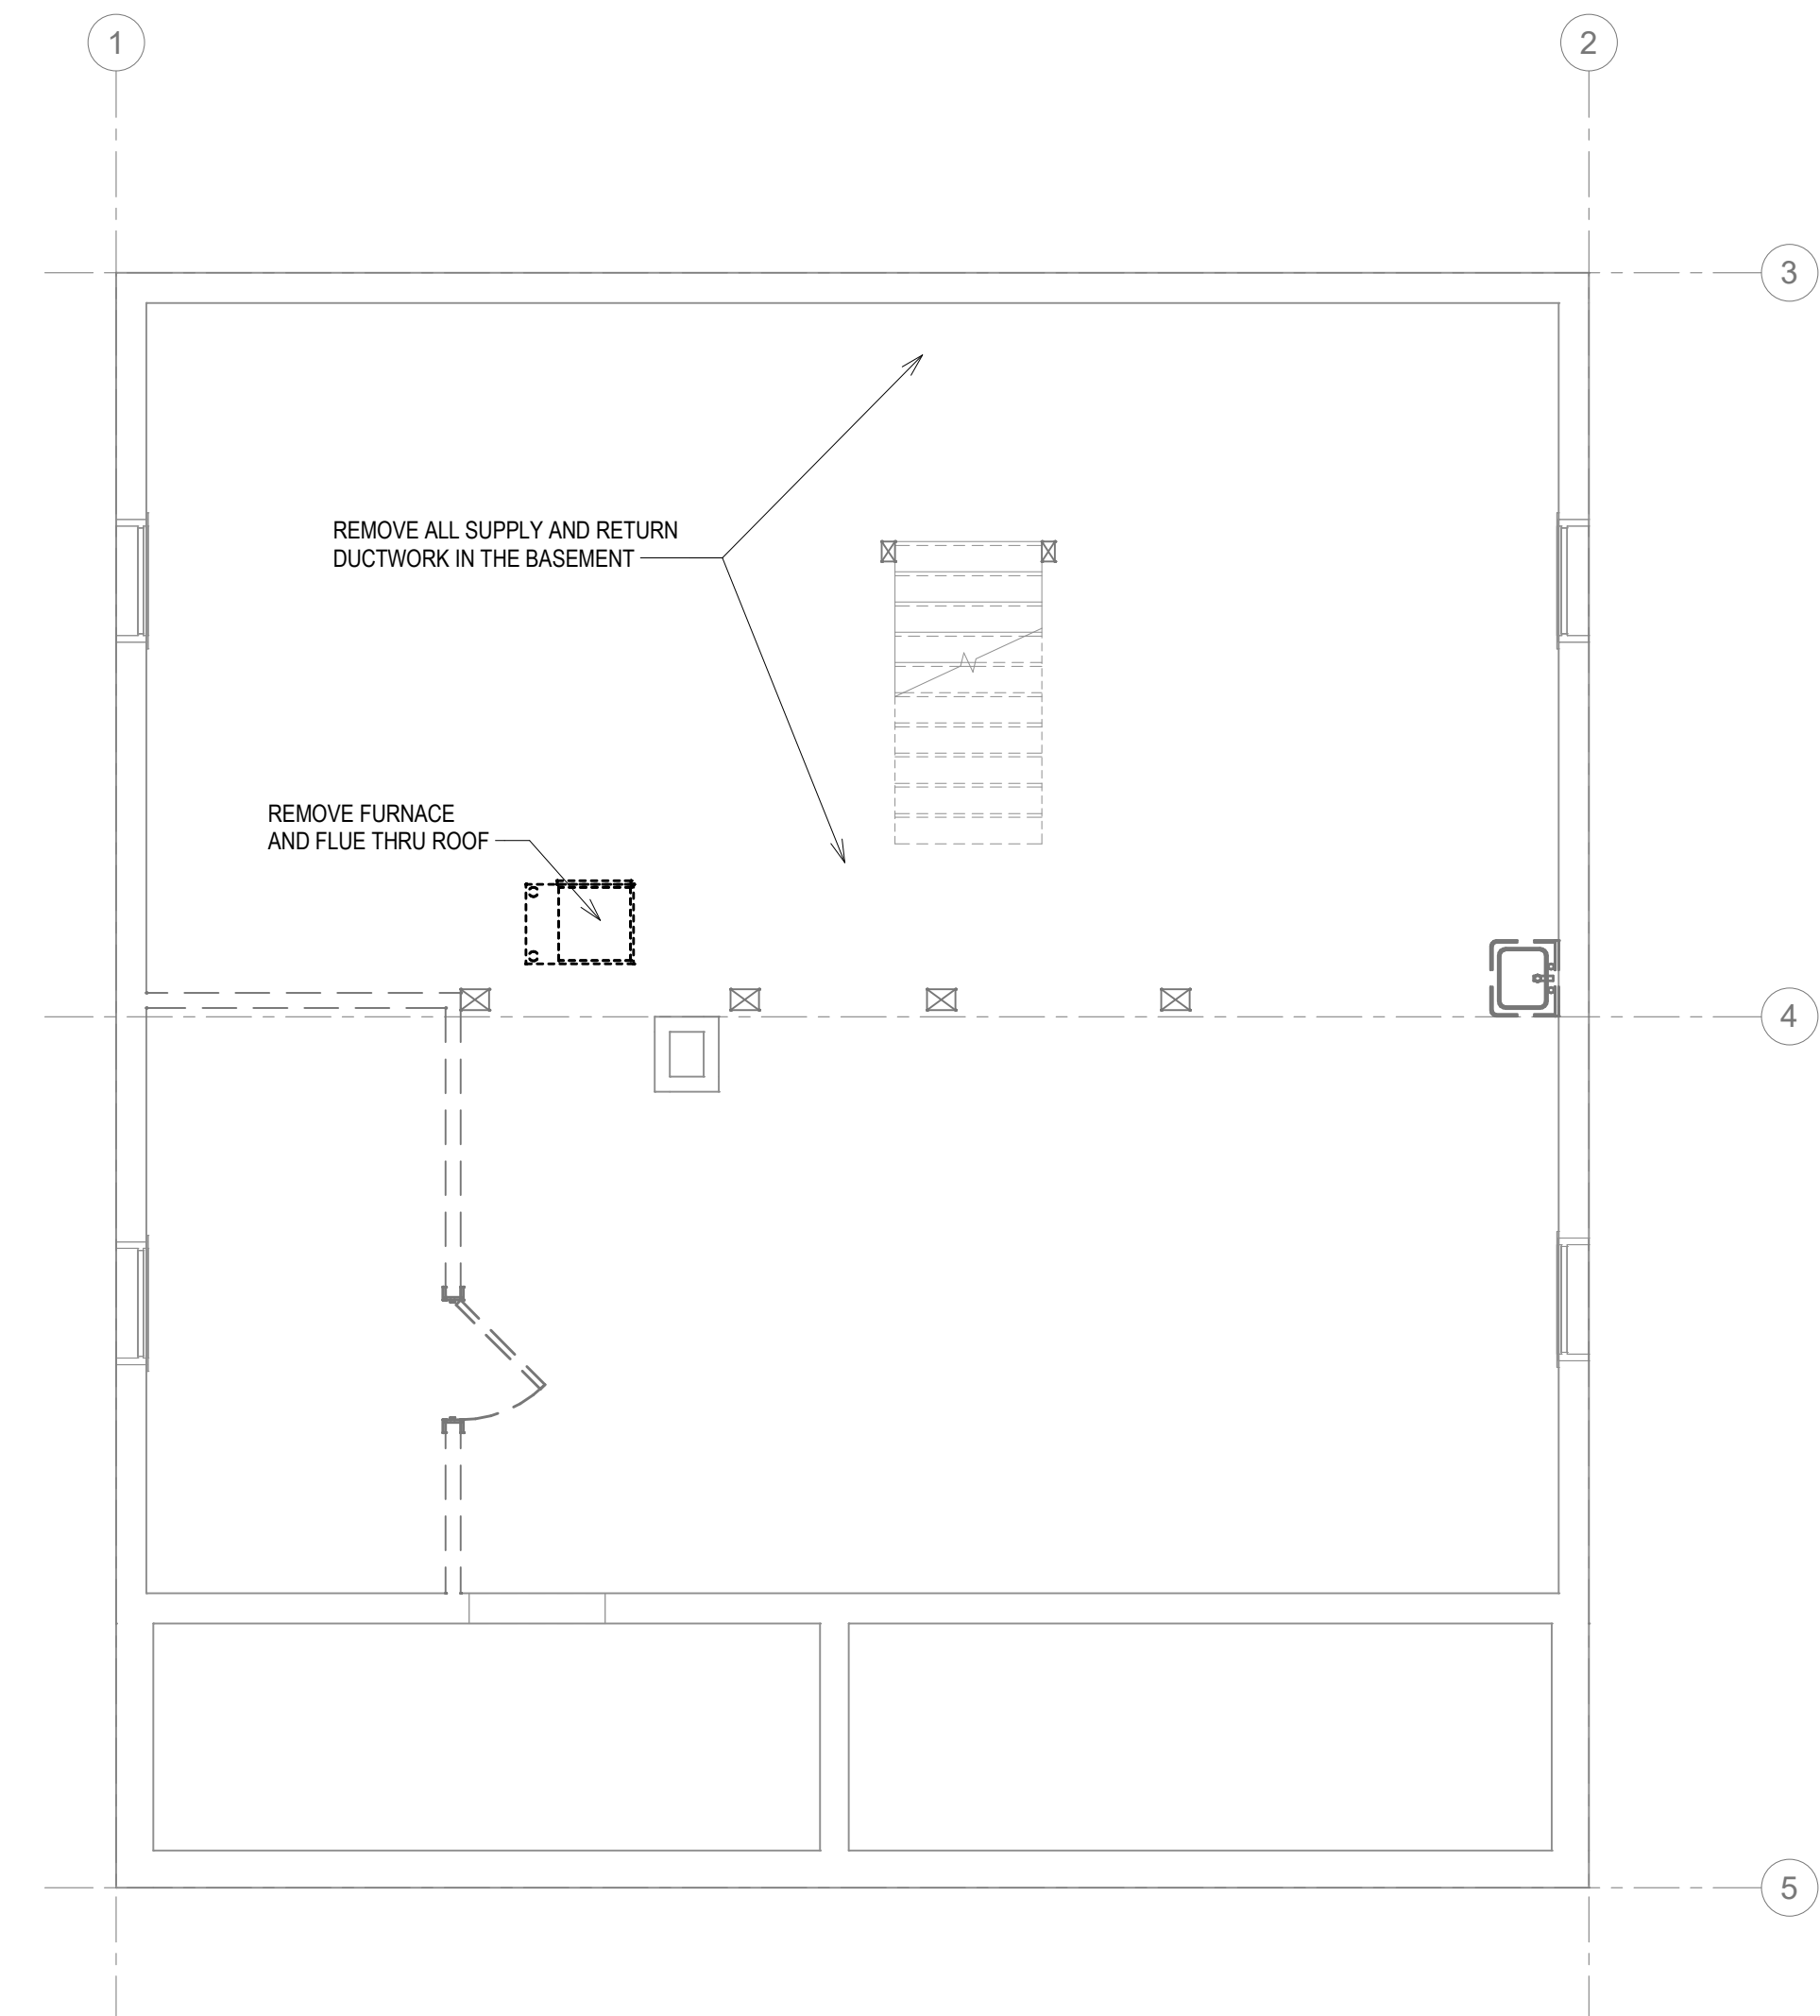 1
2
3
REMOVE ALL SUPPLY AND RETURN
DUCTWORK IN THE BASEMENT
REMOVE FURNACE
AND FLUE THRU ROOF
4
5